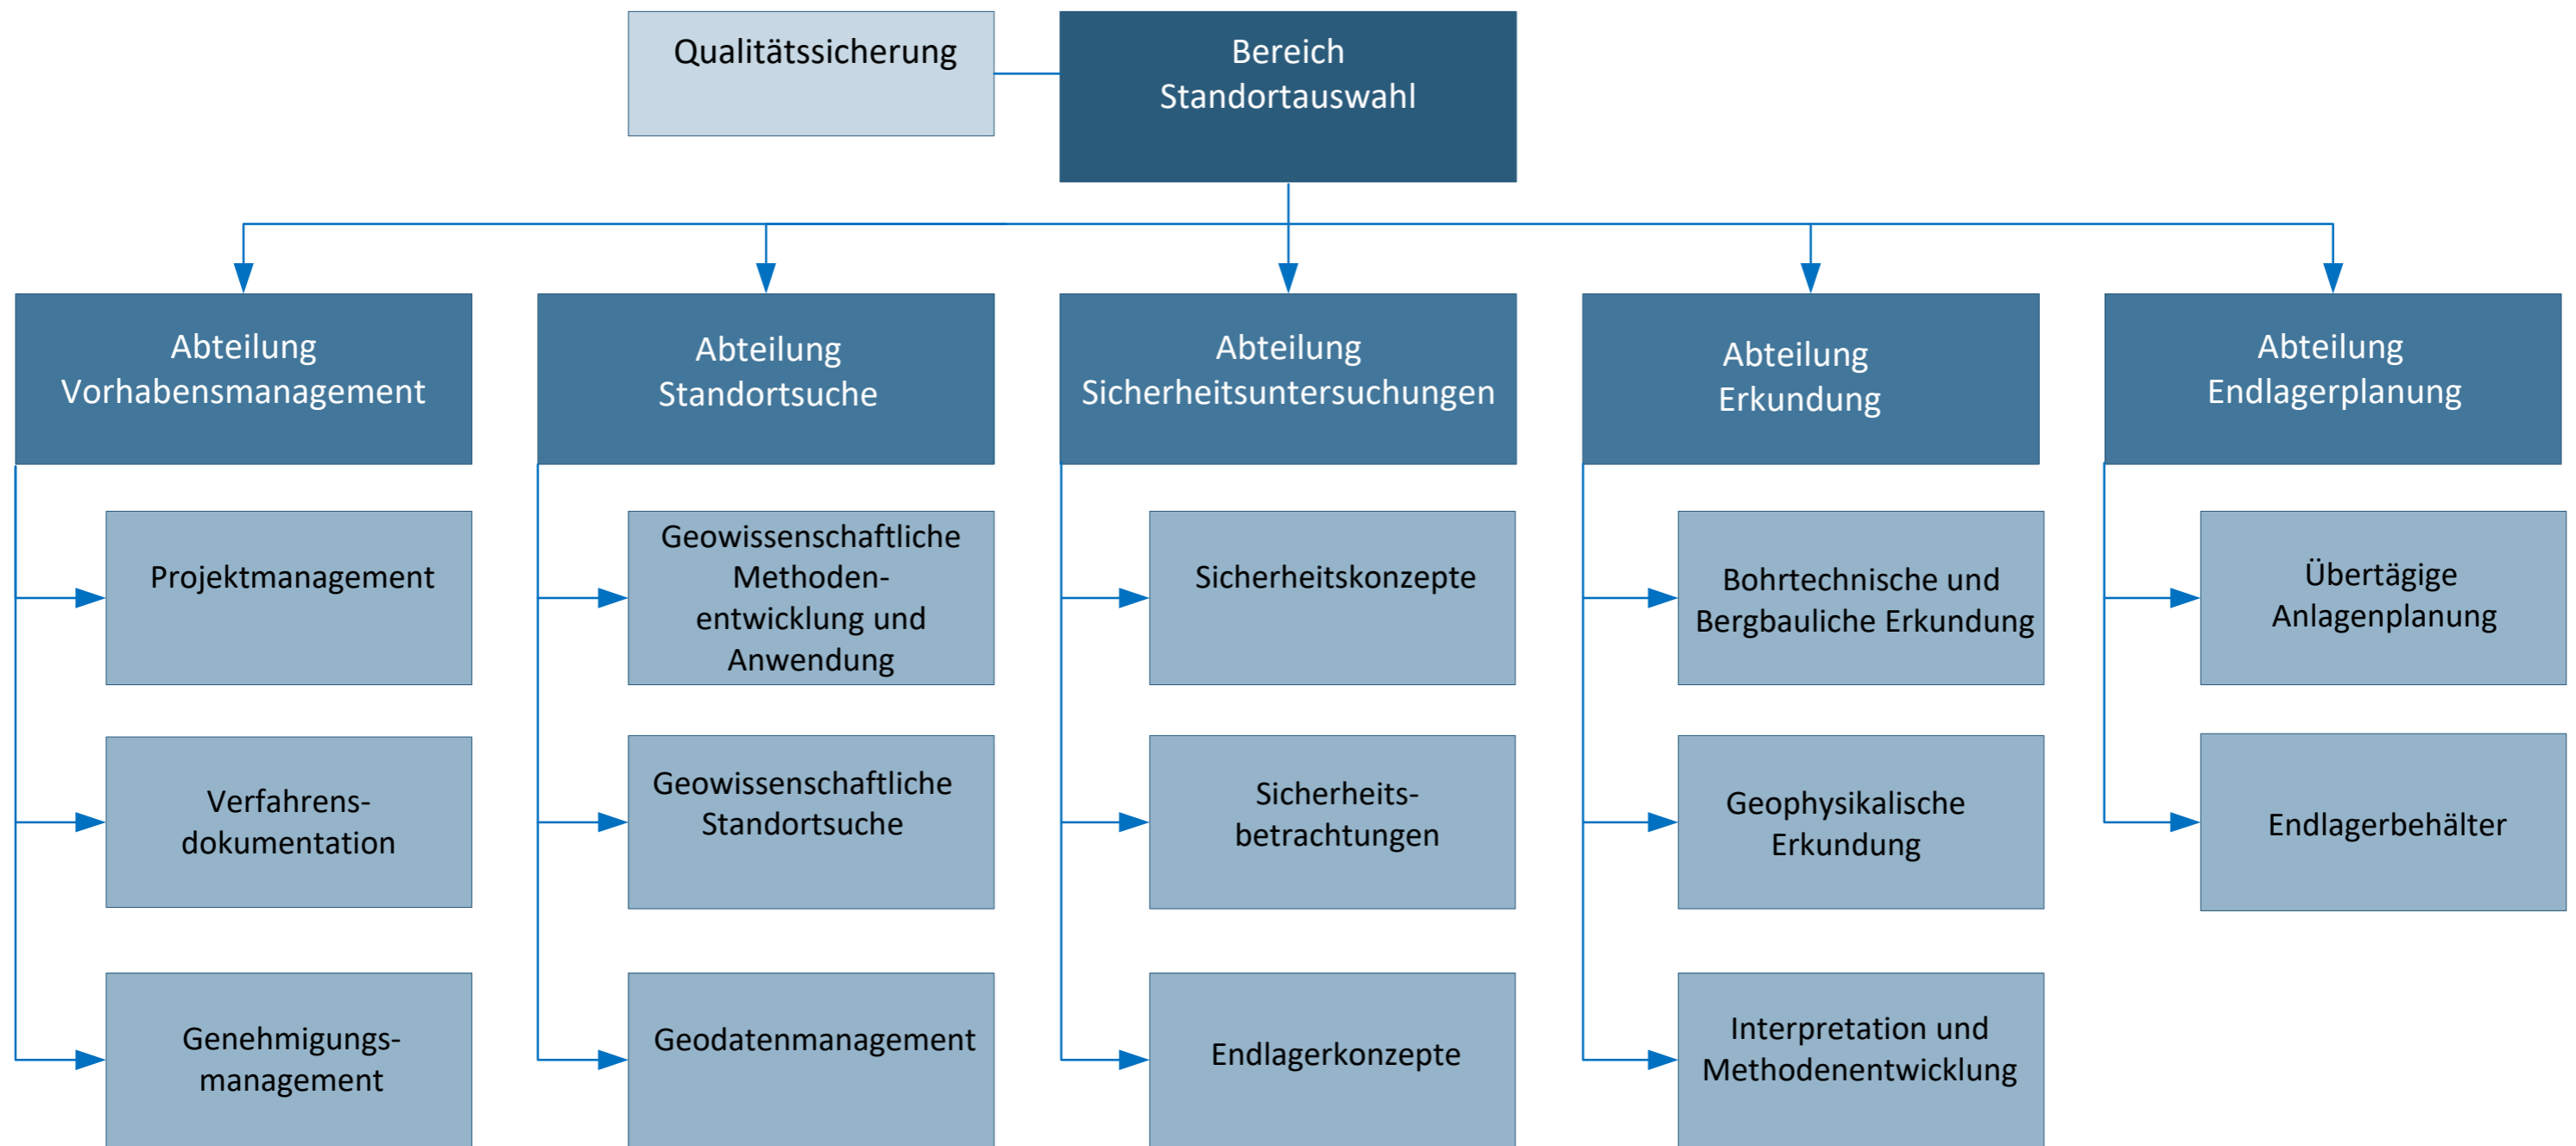 Qualitätssicherung
Bereich
Standortauswahl
Abteilung
Vorhabensmanagement
Abteilung
Standortsuche
Abteilung
Sicherheitsuntersuchungen
Abteilung
Erkundung
Abteilung
Endlagerplanung
Projektmanagement
Verfahrens-
dokumentation
Genehmigungs-
management
Geowissenschaftliche
Methoden-
entwicklung und
Anwendung
Geowissenschaftliche
Standortsuche
Geodatenmanagement
Sicherheitskonzepte
Sicherheits-
betrachtungen
Endlagerkonzepte
Bohrtechnische und
Bergbauliche Erkundung
Geophysikalische
Erkundung
Interpretation und
Methodenentwicklung
Übertägige
Anlagenplanung
Endlagerbehälter